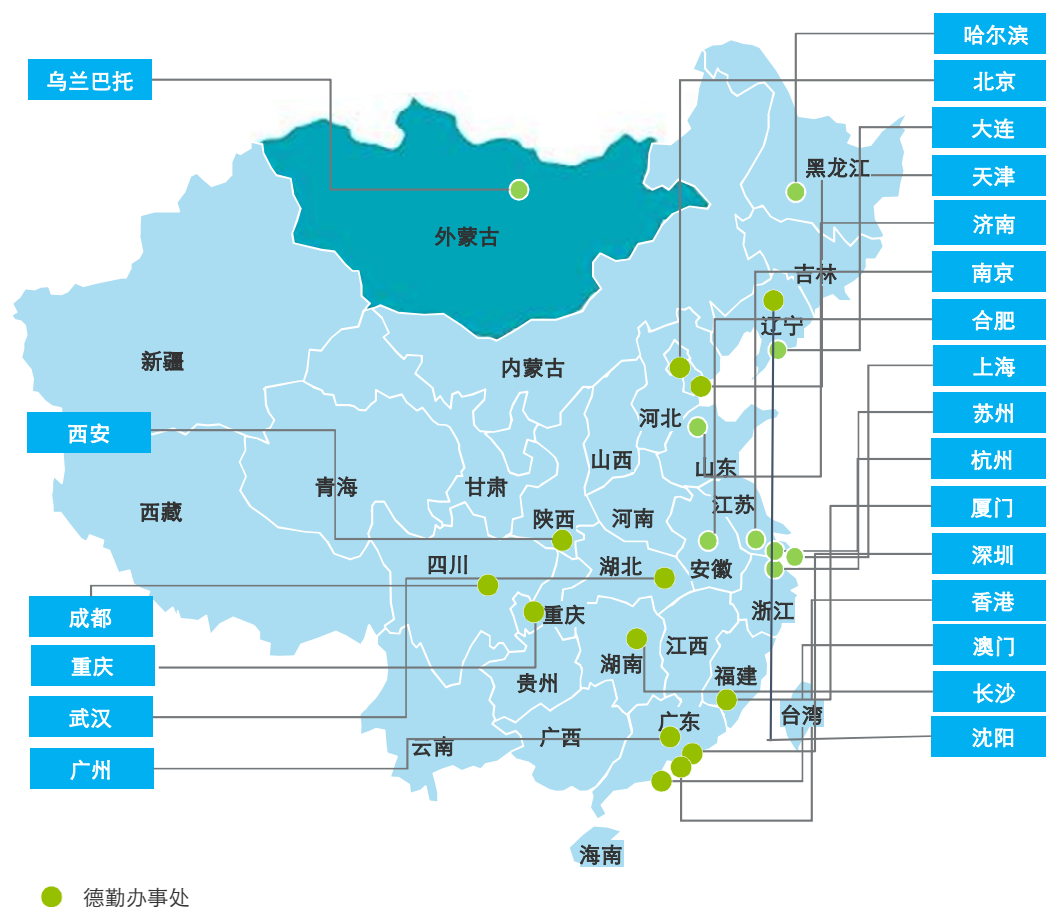 哈尔滨
乌兰巴托
北京
大连
黑龙江
天津
济南
外蒙古
南京
吉林
合肥
辽宁
新疆
内蒙古
上海
河北
苏州
西安
山西
杭州
山东
青海
甘肃
江苏
厦门
西藏
陕西
河南
深圳
四川
湖北
安徽
香港
成都
重庆
浙江
江西
澳门
重庆
湖南
福建
贵州
长沙
武汉
广东
台湾
广西
沈阳
云南
广州
海南
德勤办事处